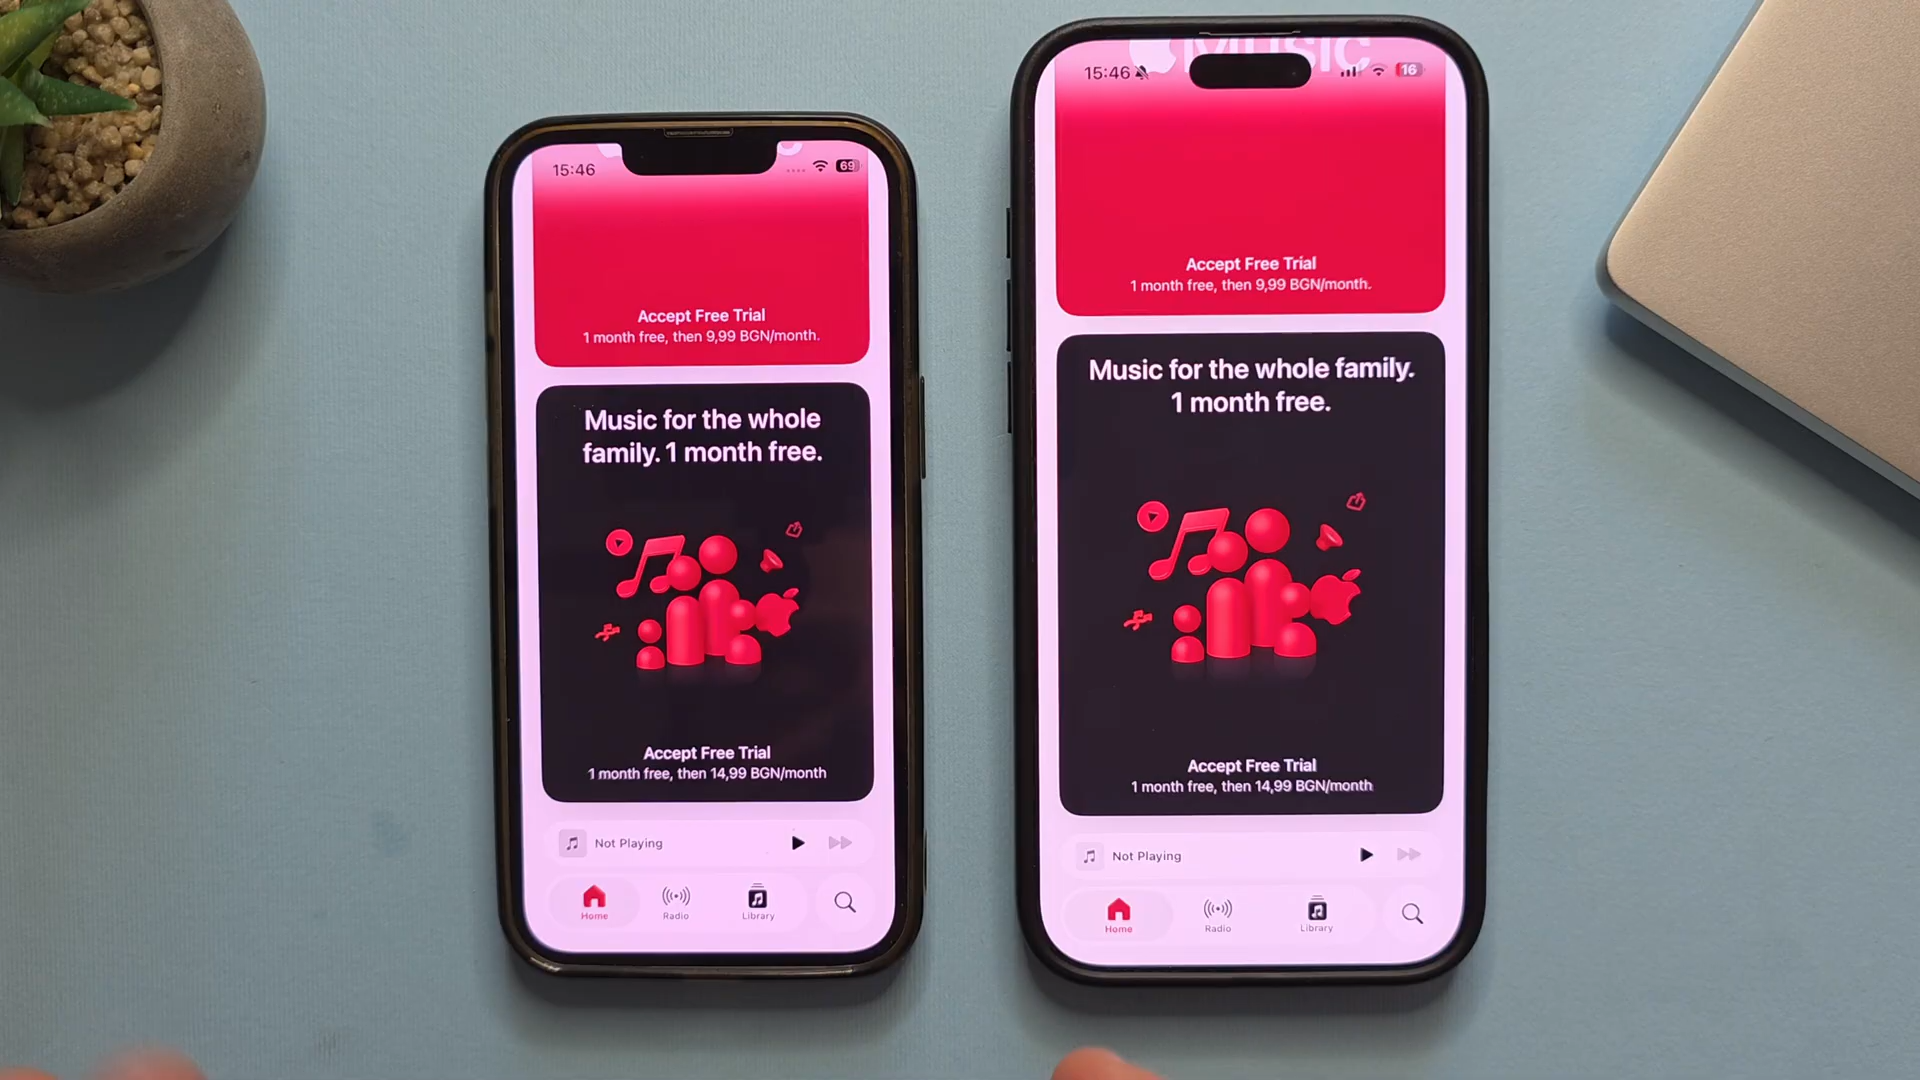 15:46
69
Accept Free Trial
1 month free, then 9,99 BGN/month.
Music for the whole
family. 1 month free.
Accept Free Trial
1 month free, then 14,99 BGN/month
Not Playing
Home
Radio
Library
Music
15:46
16
Accept Free Trial
1 month free, then 9,99 BGN/month.
Music for the whole family.
1 month free.
Accept Free Trial
1 month free, then 14,99 BGN/month
Not Playing
Home
Radio
Library